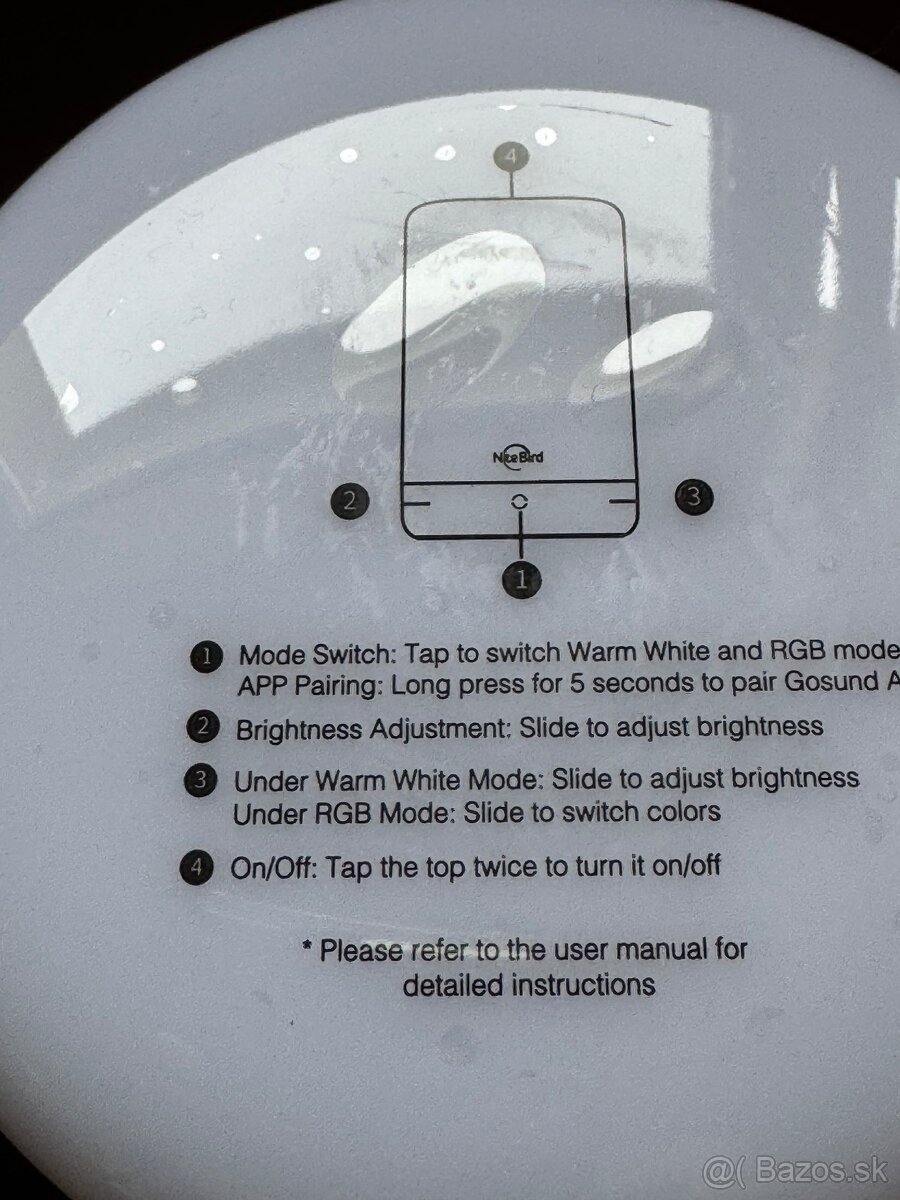 4
NiteBird
2
3
1
1 Mode Switch: Tap to switch Warm White and RGB mode
APP Pairing: Long press for 5 seconds to pair Gosund A
2 Brightness Adjustment: Slide to adjust brightness
3 Under Warm White Mode: Slide to adjust brightness
Under RGB Mode: Slide to switch colors
4 On/Off: Tap the top twice to turn it on/off
* Please refer to the user manual for
detailed instructions
@( Bazos.sk